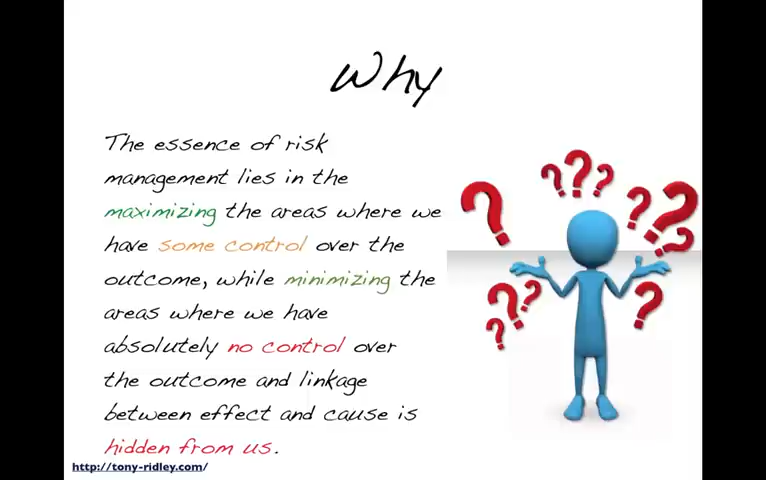 Why
The essence of risk
management lies in the
maximizing the areas where we
have some control over the
outcome, while minimizing the
areas where we have
absolutely no control over
the outcome and linkage
between effect and cause is
hidden from us.
http://tony-ridley.com/
? ? ? ? ? ? ? ? ? ? ?